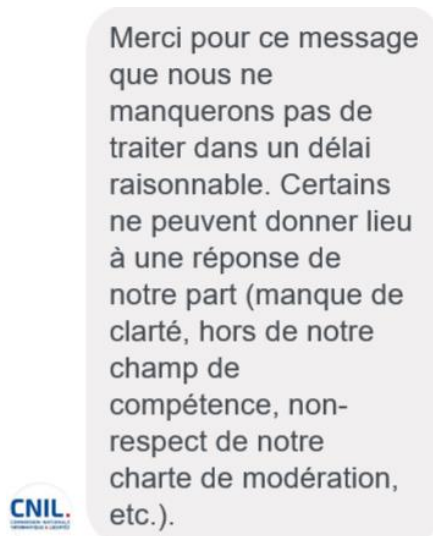 Merci pour ce message
que nous ne
manquerons pas de
traiter dans un délai
raisonnable. Certains
ne peuvent donner lieu
à une réponse de
notre part (manque de
clarté, hors de notre
champ de
compétence, non-
respect de notre
charte de modération,
etc.).
CNIL.